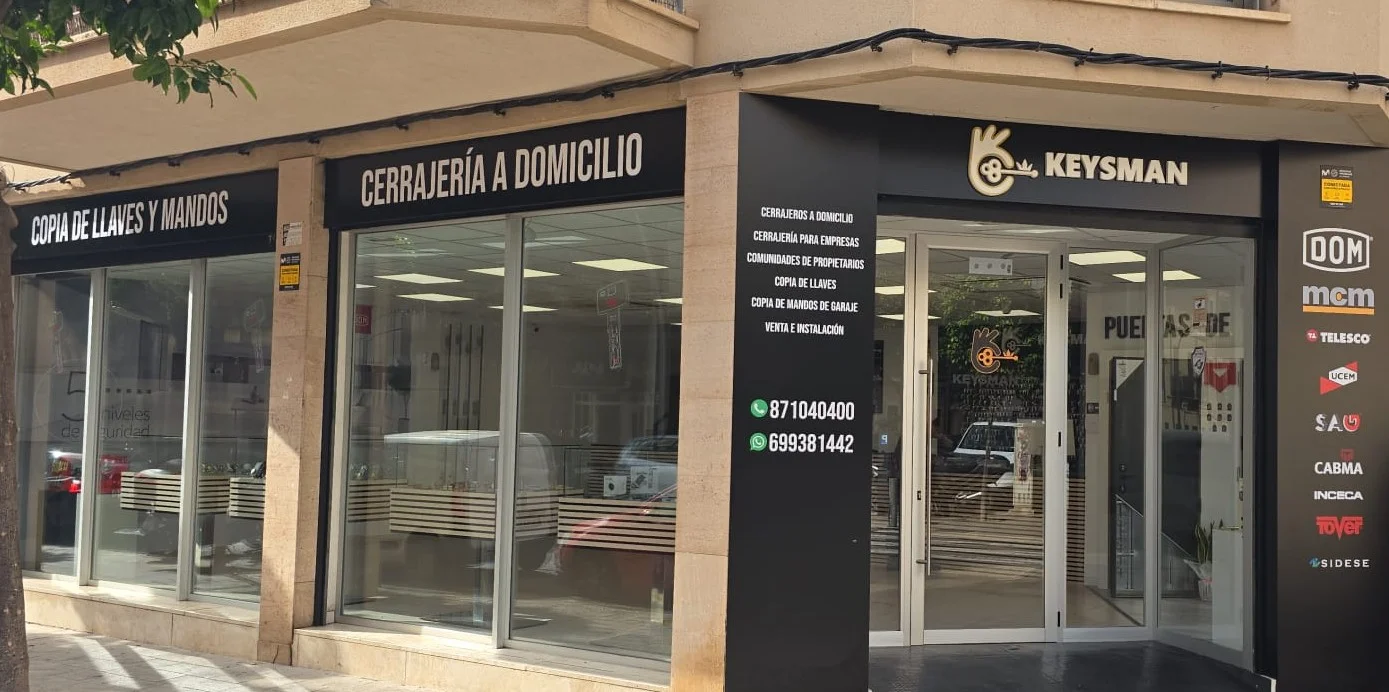 COPIA DE LLAVES Y MANDOS
CERRAJERÍA A DOMICILIO
KEYSMAN
CERRAJEROS A DOMICILIO
CERRAJERÍA PARA EMPRESAS
COMUNIDADES DE PROPIETARIOS
COPIA DE LLAVES
COPIA DE MANDOS DE GARAJE
VENTA E INSTALACIÓN
871040400
699381442
5 niveles
de seguridad
KEYSMAN
DOM
mcm
TELESCO
UCEM
SAG
CABMA
INCECA
TOVER
SIDESE